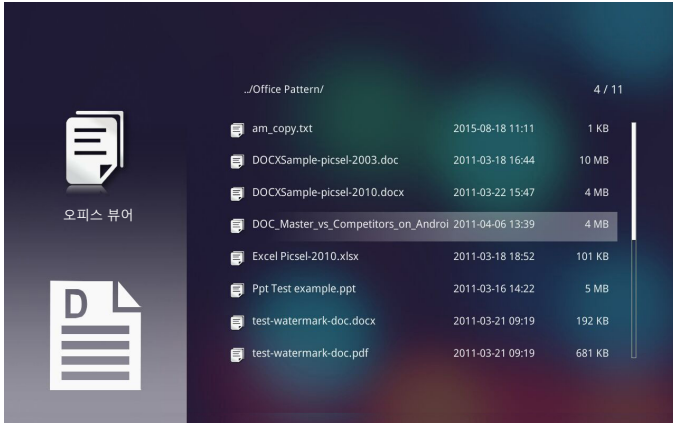 ../Office Pattern/ 4 / 11
am_copy.txt 2015-08-18 11:11 1 KB
DOCXSample-picsel-2003.doc 2011-03-18 16:44 10 MB
DOCXSample-picsel-2010.docx 2011-03-22 15:47 4 MB
DOC_Master_vs_Competitors_on_Androi 2011-04-06 13:39 4 MB
Excel Picsel-2010.xlsx 2011-03-18 18:52 101 KB
Ppt Test example.ppt 2011-03-16 14:22 5 MB
test-watermark-doc.docx 2011-03-21 09:19 192 KB
test-watermark-doc.pdf 2011-03-21 09:19 681 KB
오피스 뷰어
D